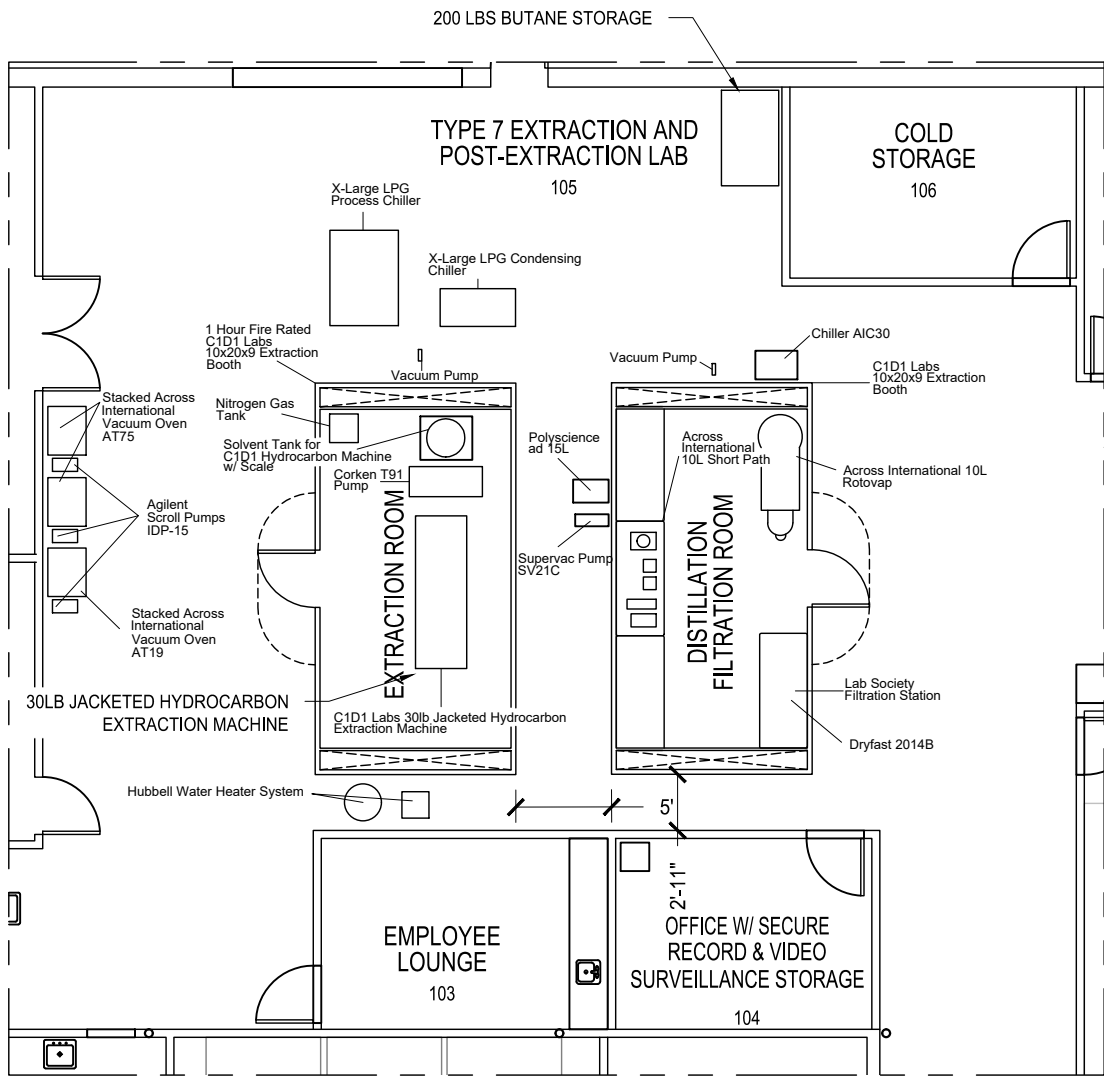 200 LBS BUTANE STORAGE
TYPE 7 EXTRACTION AND
POST-EXTRACTION LAB
105
COLD
STORAGE
106
X-Large LPG
Process Chiller
X-Large LPG Condensing
Chiller
1 Hour Fire Rated
C1D1 Labs
10x20x9 Extraction
Booth
Vacuum Pump
Vacuum Pump
Chiller AIC30
C1D1 Labs
10x20x9 Extraction
Booth
Stacked Across
International
Vacuum Oven
AT75
Nitrogen Gas
Tank
Solvent Tank for
C1D1 Hydrocarbon Machine
w/ Scale
Corken T91
Pump
Polyscience
ad 15L
Across
International
10L Short Path
Across International 10L
Rotovap
Agilent
Scroll Pumps
IDP-15
Supervac Pump
SV21C
EXTRACTION ROOM
DISTILLATION
FILTRATION ROOM
Stacked Across
International
Vacuum Oven
AT19
30LB JACKETED HYDROCARBON
EXTRACTION MACHINE
C1D1 Labs 30lb Jacketed Hydrocarbon
Extraction Machine
Lab Society
Filtration Station
Dryfast 2014B
Hubbell Water Heater System
5'
2'-11"
EMPLOYEE
LOUNGE
103
OFFICE W/ SECURE
RECORD & VIDEO
SURVEILLANCE STORAGE
104